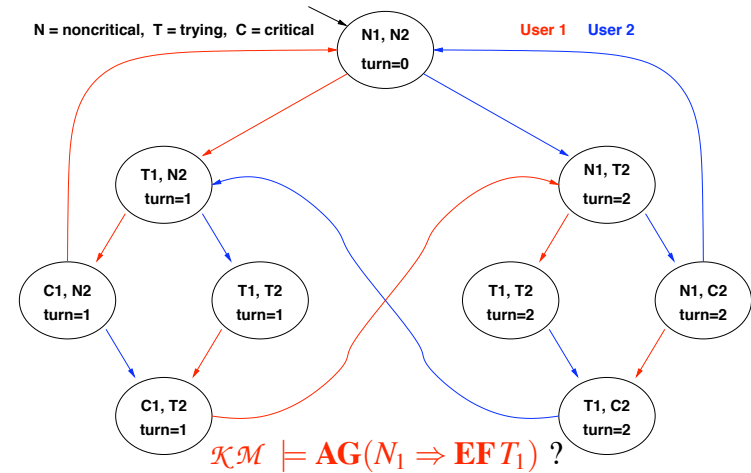 N = noncritical, T = trying, C = critical
User 1 User 2
N1, N2
turn=0
T1, N2
turn=1
N1, T2
turn=2
C1, N2
turn=1
T1, T2
turn=1
T1, T2
turn=2
N1, C2
turn=2
C1, T2
turn=1
T1, C2
turn=2
𝒦ℳ ⊨ AG(N₁ ⇒ EF T₁) ?